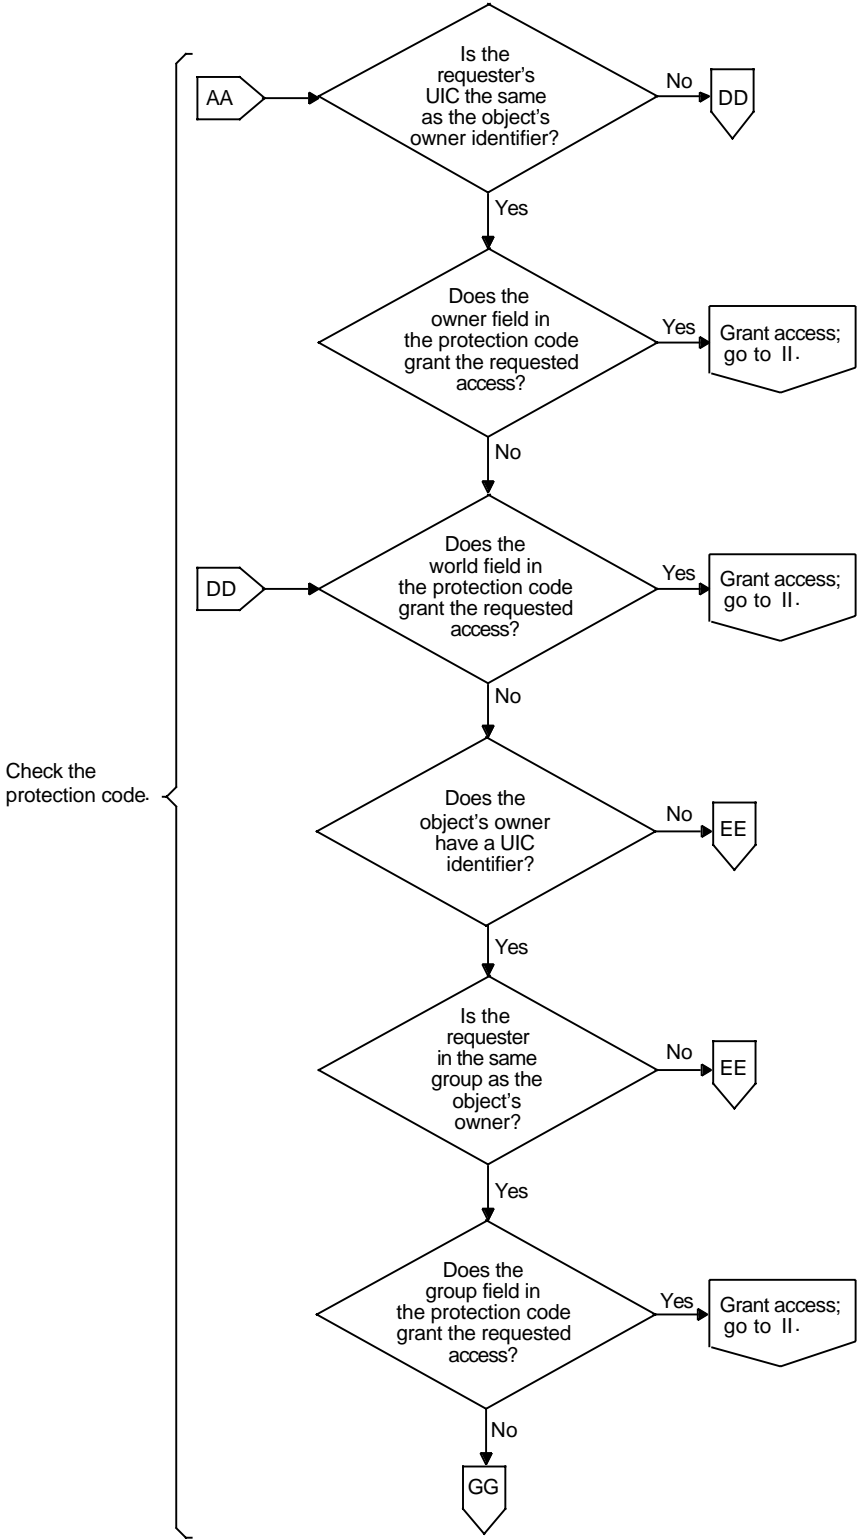 Is the
requester's
UIC the same
as the object's
owner identifier?
AA
No
DD
Yes
Does the
owner field in
the protection code
grant the requested
access?
Yes
Grant access;
go to II.
No
Does the
world field in
the protection code
grant the requested
access?
DD
Yes
Grant access;
go to II.
No
Check the
protection code.
Does the
object's owner
have a UIC
identifier?
No
EE
Yes
Is the
requester
in the same
group as the
object's
owner?
No
EE
Yes
Does the
group field in
the protection code
grant the requested
access?
Yes
Grant access;
go to II.
No
GG